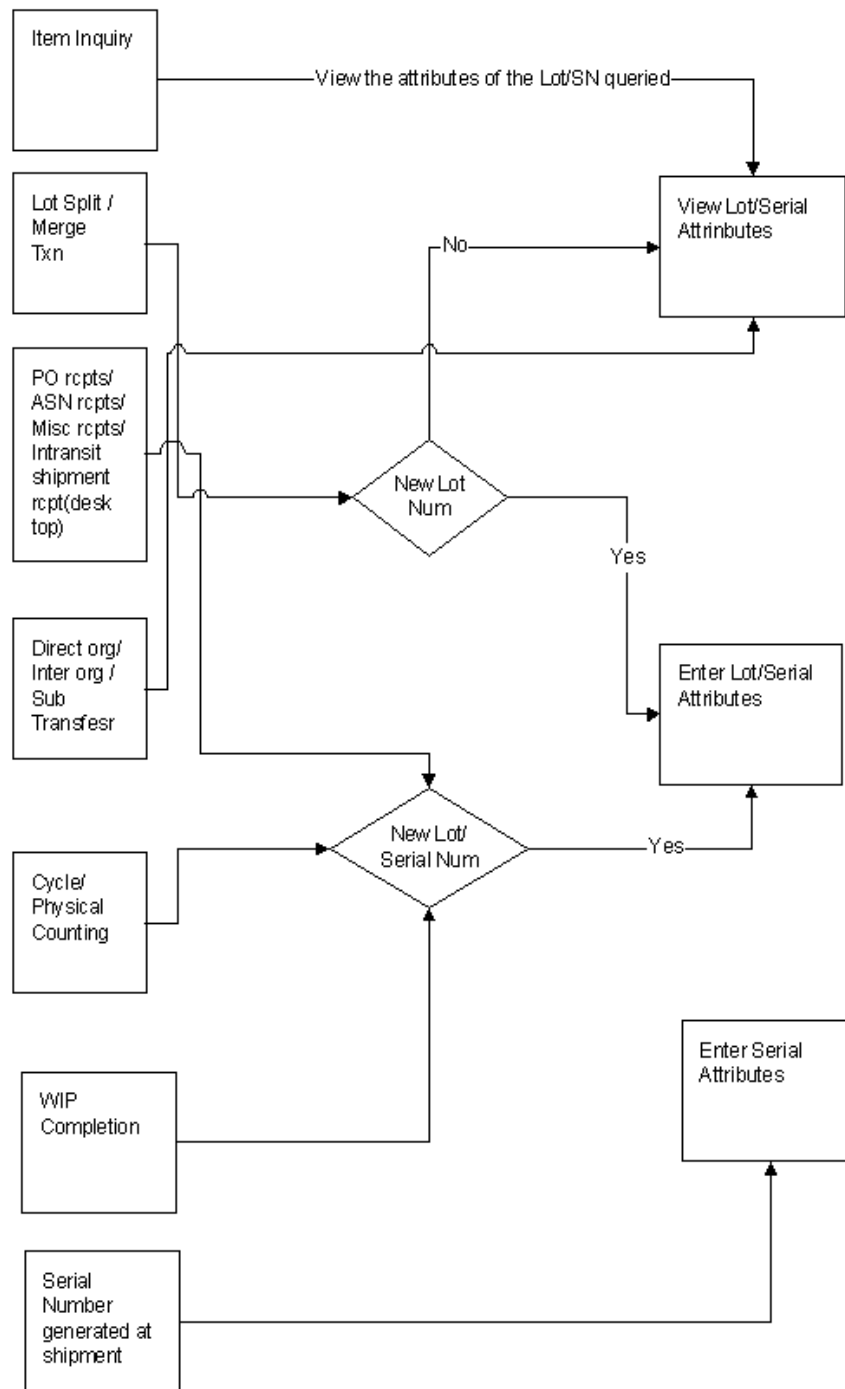 Item Inquiry
View the attributes of the Lot/SN queried
Lot Split /
Merge
Txn
View Lot/Serial
Attrinbutes
No
PO rcpts/
ASN rcpts/
Misc rcpts/
Intransit
shipment
rcpt(desk
top)
New Lot
Num
Yes
Direct org/
Inter org /
Sub
Transfesr
Enter Lot/Serial
Attributes
New Lot/
Serial Num
Yes
Cycle/
Physical
Counting
Enter Serial
Attributes
WIP
Completion
Serial
Number
generated at
shipment